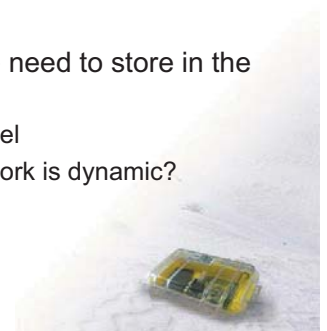 need to store in the
el
ork is dynamic?